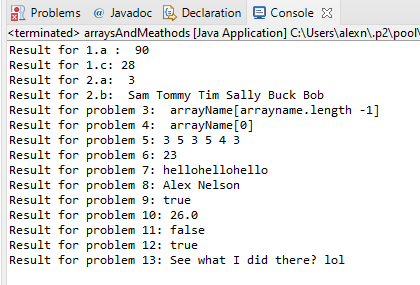 Problems @ Javadoc Declaration Console
<terminated> arraysAndMeathods [Java Application] C:\Users\alexn\.p2\pool\
Result for 1.a :  90
Result for 1.c: 28
Result for 2.a:  3
Result for 2.b:  Sam Tommy Tim Sally Buck Bob
Result for problem 3:  arrayName[arrayname.length -1]
Result for problem 4:  arrayName[0]
Result for problem 5: 3 5 3 5 4 3
Result for problem 6: 23
Result for problem 7: hellohellohello
Result for problem 8: Alex Nelson
Result for problem 9: true
Result for problem 10: 26.0
Result for problem 11: false
Result for problem 12: true
Result for problem 13: See what I did there? lol